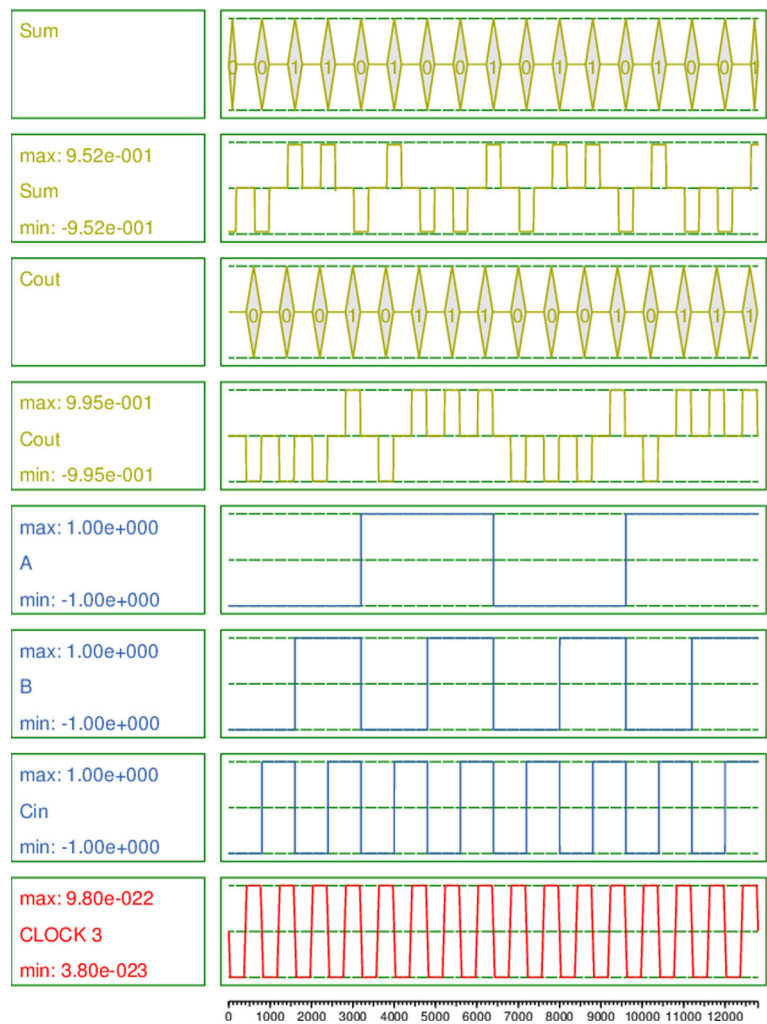 Sum
0 0 1 1 0 1 0 0 1 0 1 1 0 1 0 0 1
max: 9.52e-001
Sum
min: -9.52e-001
Cout
0 0 0 1 0 1 1 1 0 0 0 1 0 1 1 1
max: 9.95e-001
Cout
min: -9.95e-001
max: 1.00e+000
A
min: -1.00e+000
max: 1.00e+000
B
min: -1.00e+000
max: 1.00e+000
Cin
min: -1.00e+000
max: 9.80e-022
CLOCK 3
min: 3.80e-023
0 1000 2000 3000 4000 5000 6000 7000 8000 9000 10000 11000 12000